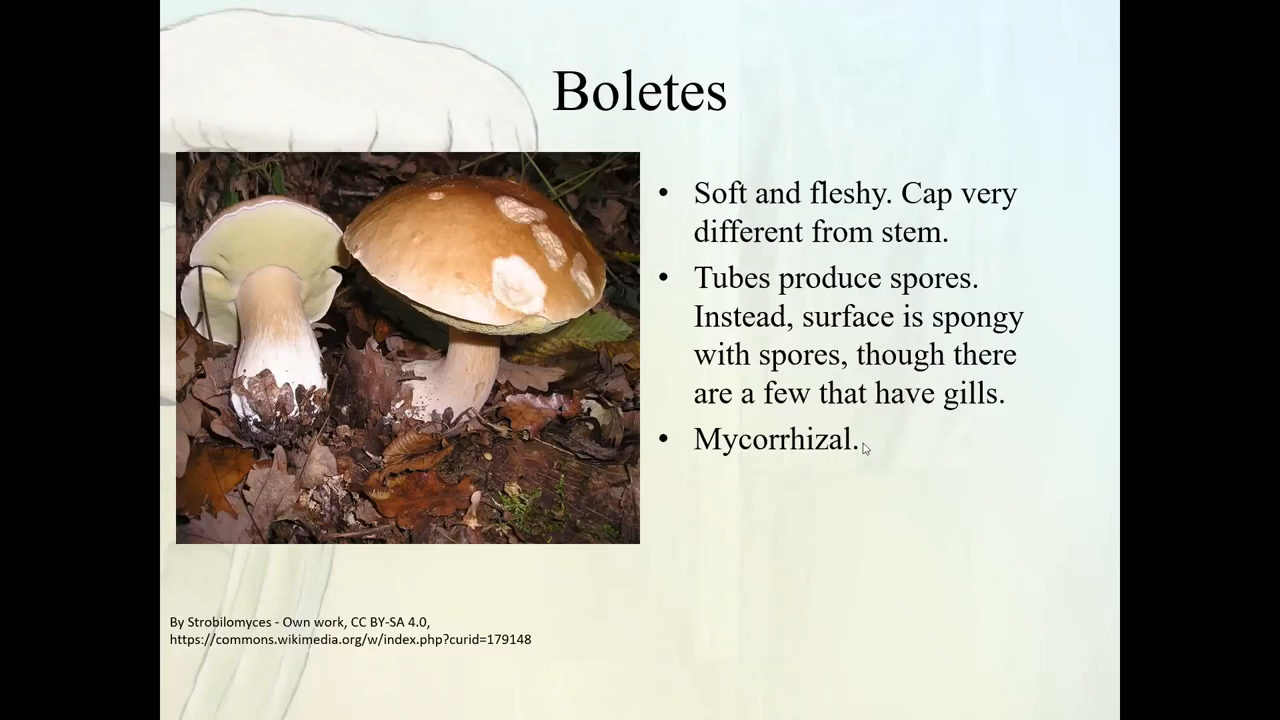 Boletes
• Soft and fleshy. Cap very
different from stem.
• Tubes produce spores.
Instead, surface is spongy
with spores, though there
are a few that have gills.
• Mycorrhizal.
By Strobilomyces - Own work, CC BY-SA 4.0,
https://commons.wikimedia.org/w/index.php?curid=179148